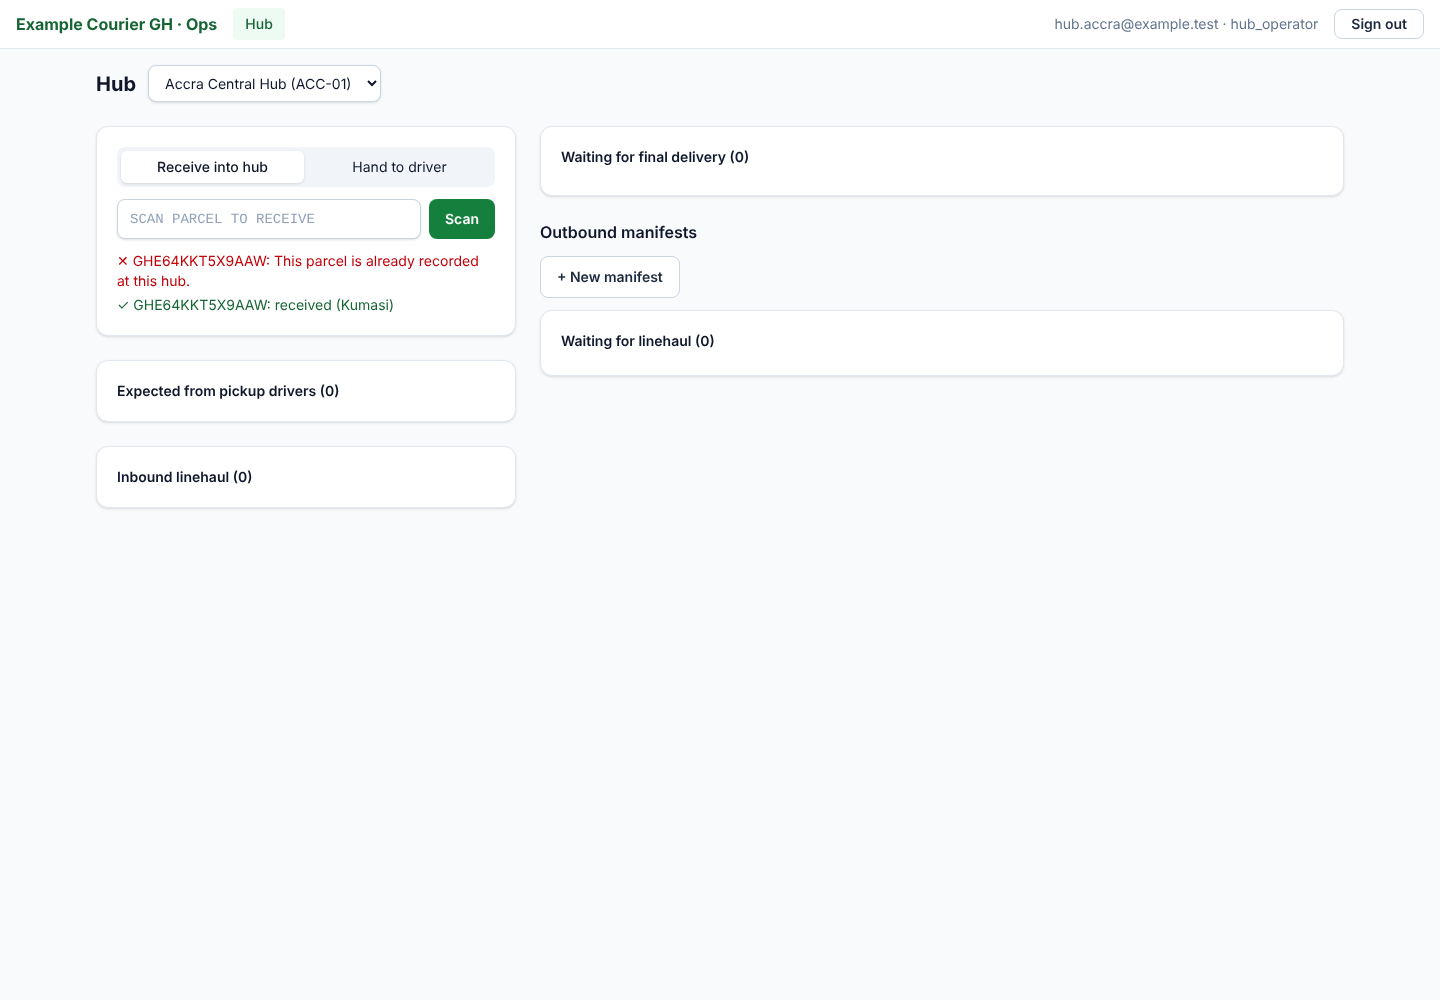 Example Courier GH · Ops
Hub
hub.accra@example.test · hub_operator
Sign out
Hub
Accra Central Hub (ACC-01)
Receive into hub
Hand to driver
SCAN PARCEL TO RECEIVE
Scan
✕ GHE64KKT5X9AAW: This parcel is already recorded
at this hub.
✓ GHE64KKT5X9AAW: received (Kumasi)
Expected from pickup drivers (0)
Inbound linehaul (0)
Waiting for final delivery (0)
Outbound manifests
+ New manifest
Waiting for linehaul (0)